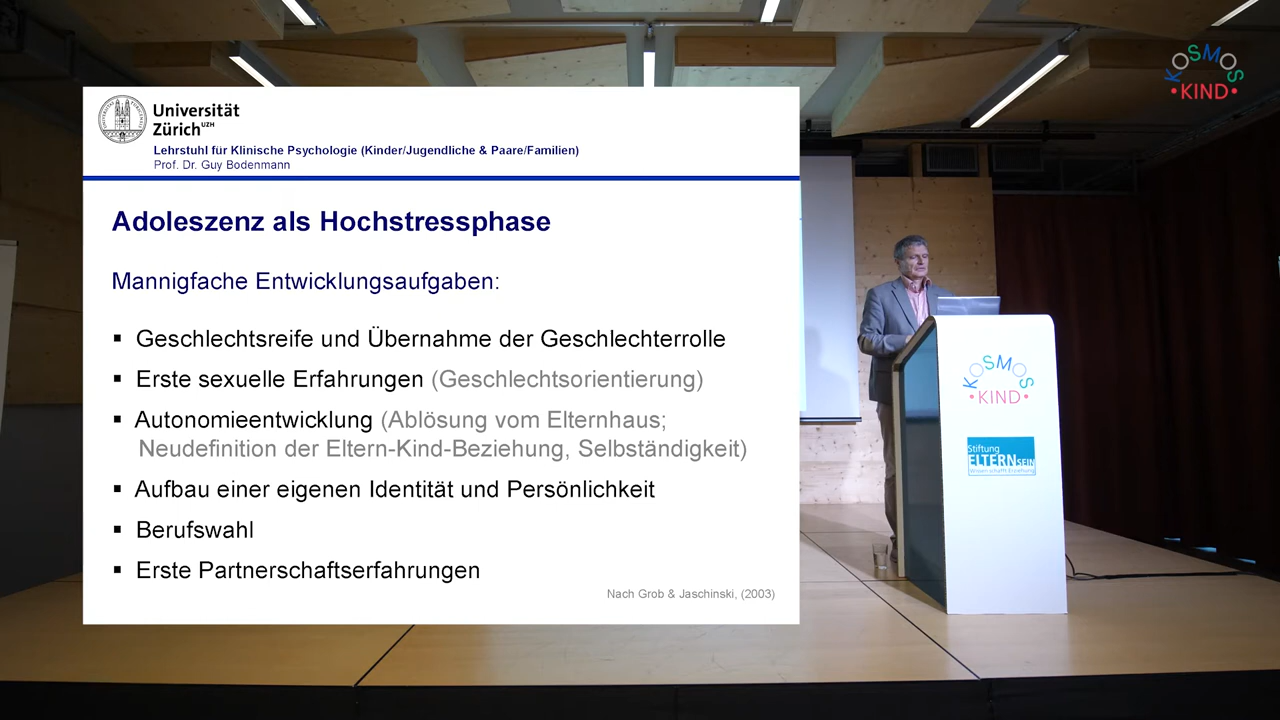 Universität
Zürich UZH
Lehrstuhl für Klinische Psychologie (Kinder/Jugendliche & Paare/Familien)
Prof. Dr. Guy Bodenmann
Adoleszenz als Hochstressphase
Mannigfache Entwicklungsaufgaben:
▪ Geschlechtsreife und Übernahme der Geschlechterrolle
▪ Erste sexuelle Erfahrungen (Geschlechtsorientierung)
▪ Autonomieentwicklung (Ablösung vom Elternhaus;
Neudefinition der Eltern-Kind-Beziehung, Selbständigkeit)
▪ Aufbau einer eigenen Identität und Persönlichkeit
▪ Berufswahl
▪ Erste Partnerschaftserfahrungen
Nach Grob & Jaschinski, (2003)
KOSMOS
•KIND•
KOSMOS
•KIND•
Stiftung
ELTERNSEIN
Wissenschafft Erziehung